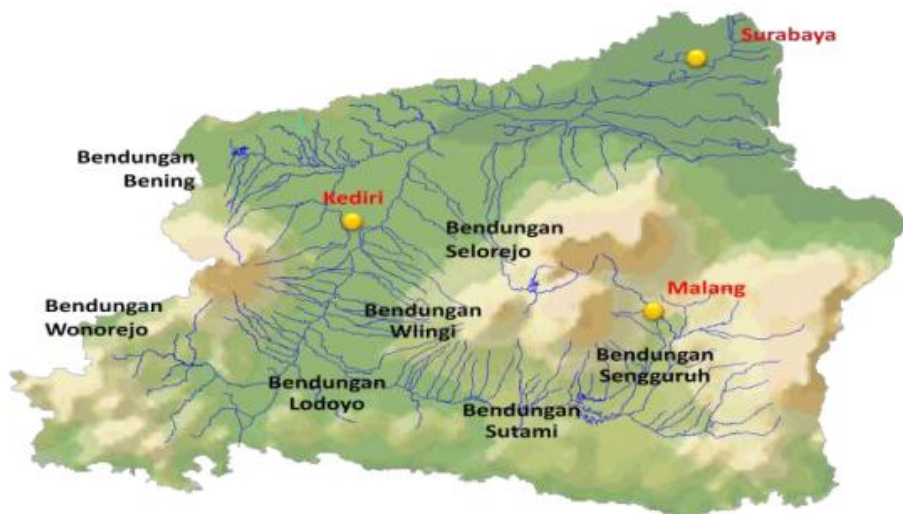 Surabaya
Bendungan
Bening
Kediri
Bendungan
Selorejo
Malang
Bendungan
Wonorejo
Bendungan
Wlingi
Bendungan
Sengguruh
Bendungan
Lodoyo
Bendungan
Sutami